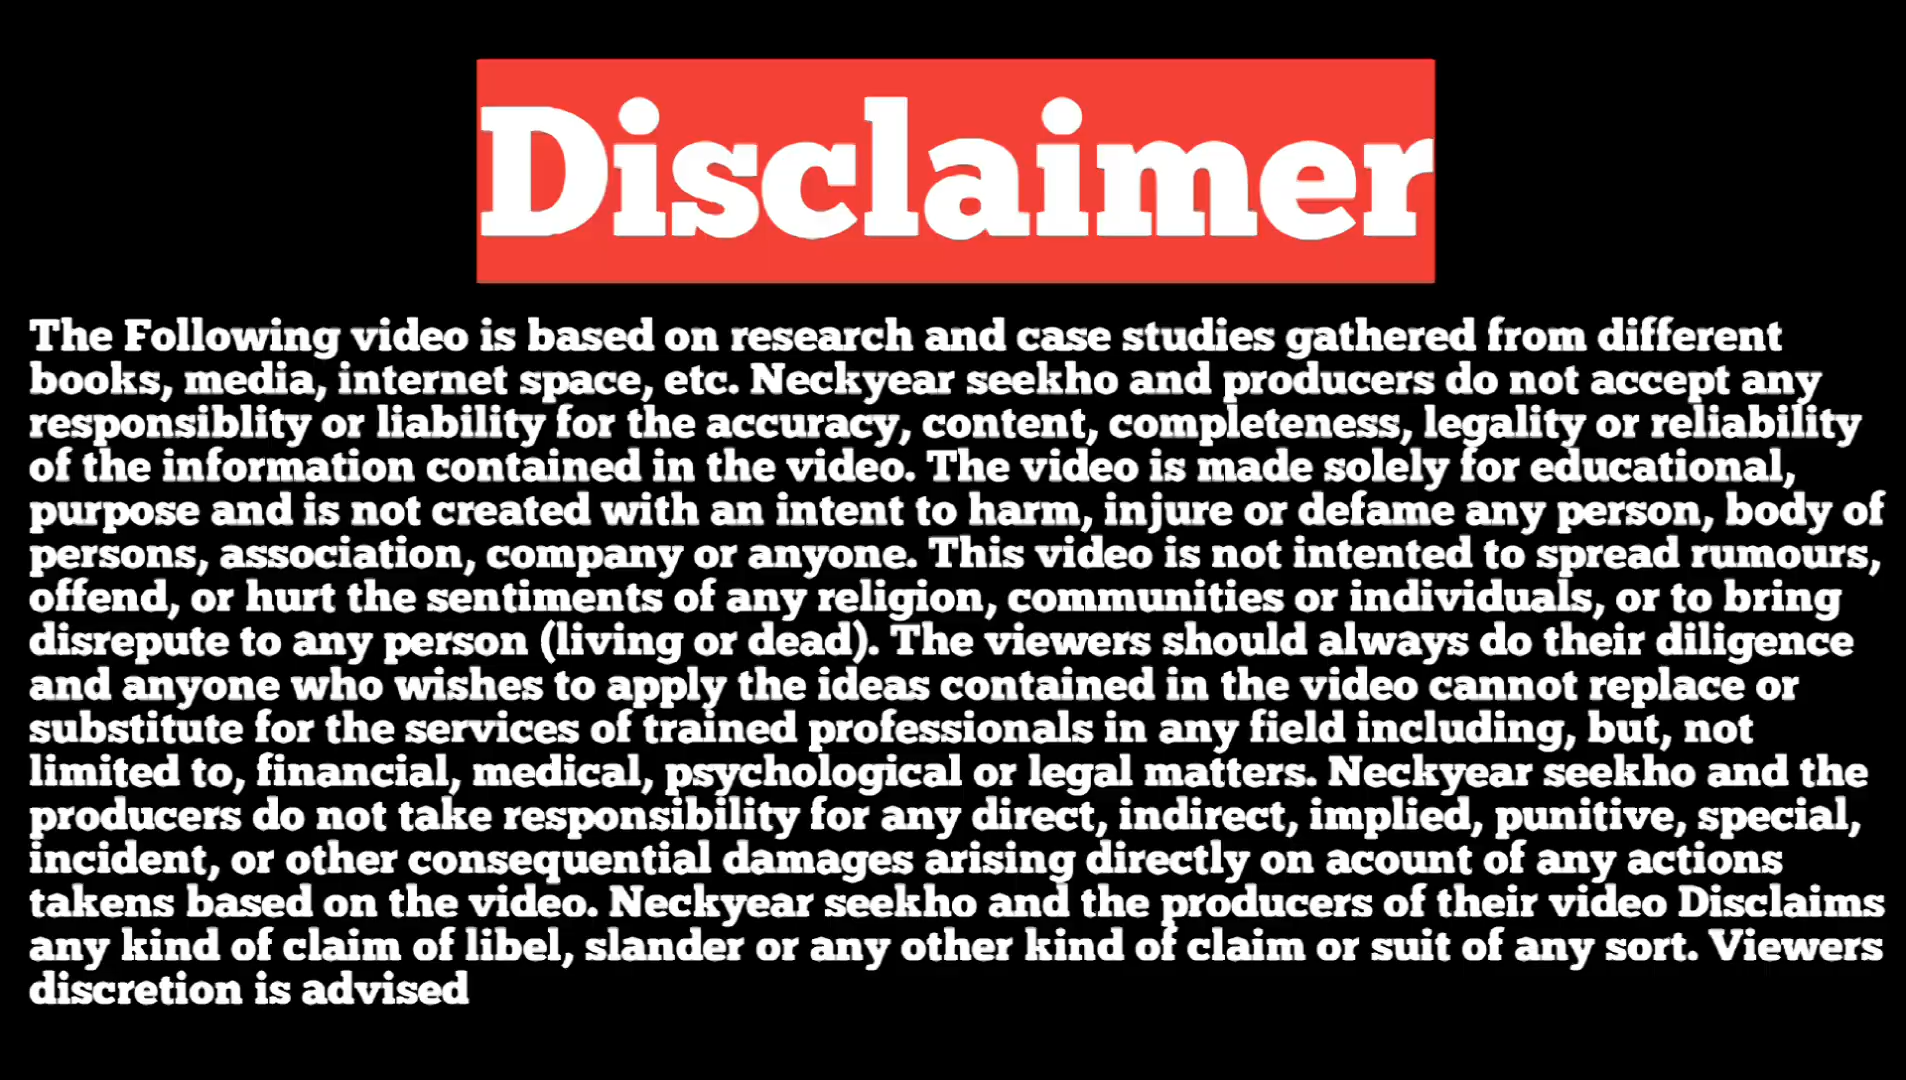 Disclaimer
The Following video is based on research and case studies gathered from different
books, media, internet space, etc. Neckyear seekho and producers do not accept any
responsiblity or liability for the accuracy, content, completeness, legality or reliability
of the information contained in the video. The video is made solely for educational,
purpose and is not created with an intent to harm, injure or defame any person, body of
persons, association, company or anyone. This video is not intented to spread rumours,
offend, or hurt the sentiments of any religion, communities or individuals, or to bring
disrepute to any person (living or dead). The viewers should always do their diligence
and anyone who wishes to apply the ideas contained in the video cannot replace or
substitute for the services of trained professionals in any field including, but, not
limited to, financial, medical, psychological or legal matters. Neckyear seekho and the
producers do not take responsibility for any direct, indirect, implied, punitive, special,
incident, or other consequential damages arising directly on acount of any actions
takens based on the video. Neckyear seekho and the producers of their video Disclaims
any kind of claim of libel, slander or any other kind of claim or suit of any sort. Viewers
discretion is advised